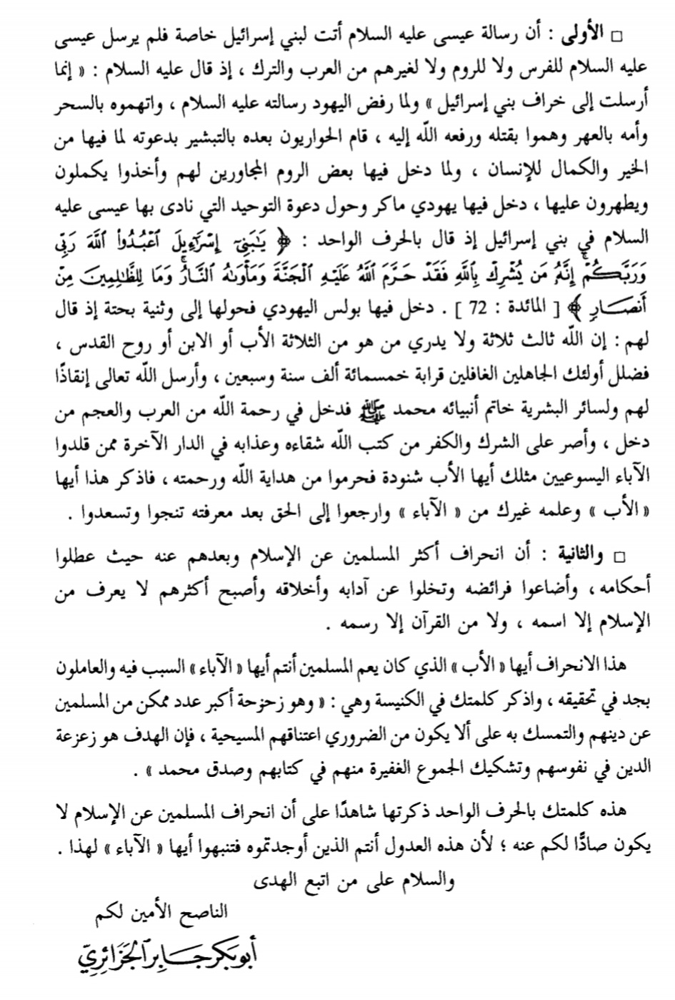 □ الأولى : أن رسالة عيسى عليه السلام أتت لبني إسرائيل خاصة فلم يرسل عيسى
عليه السلام للفرس ولا للروم ولا لغيرهم من العرب والترك ، إذ قال عليه السلام : « إنما
أرسلت إلى خراف بني إسرائيل » ولما رفض اليهود رسالته عليه السلام ، واتهموه بالسحر
وأمه بالعهر وهموا بقتله ورفعه اللّه إليه ، قام الحواريون بعده بالتبشير بدعوته لما فيها من
الخير والكمال للإنسان ، ولما دخل فيها بعض الروم المجاورين لهم وأخذوا يكملون
ويطهرون عليها ، دخل فيها يهودي ماكر وحول دعوة التوحيد التي نادى بها عيسى عليه
السلام في بني إسرائيل إذ قال بالحرف الواحد : ﴿ يَٰبَنِىٓ إِسْرَٰٓءِيلَ ٱعْبُدُوا۟ ٱللَّهَ رَبِّى
وَرَبَّكُمْ ۖ إِنَّهُۥ مَن يُشْرِكْ بِٱللَّهِ فَقَدْ حَرَّمَ ٱللَّهُ عَلَيْهِ ٱلْجَنَّةَ وَمَأْوَىٰهُ ٱلنَّارُ ۖ وَمَا لِلظَّٰلِمِينَ مِنْ
أَنصَارٍ ﴾ [ المائدة : 72 ] . دخل فيها بولس اليهودي فحولها إلى وثنية بحتة إذ قال
لهم : إن اللّه ثالث ثلاثة ولا يدري من هو من الثلاثة الأب أو الابن أو روح القدس ،
فضلل أولئك الجاهلين الغافلين قرابة خمسمائة ألف سنة وسبعين ، وأرسل اللّه تعالى إنقاذًا
لهم ولسائر البشرية خاتم أنبيائه محمد ﷺ فدخل في رحمة اللّه من العرب والعجم من
دخل ، وأصر على الشرك والكفر من كتب اللّه شقاءه وعذابه في الدار الآخرة ممن قلدوا
الآباء اليسوعيين مثلك أيها الأب شنودة فحرموا من هداية اللّه ورحمته ، فاذكر هذا أيها
« الأب » وعلمه غيرك من « الآباء » وارجعوا إلى الحق بعد معرفته تنجوا وتسعدوا .
□ والثانية : أن انحراف أكثر المسلمين عن الإسلام وبعدهم عنه حيث عطلوا
أحكامه ، وأضاعوا فرائضه وتخلوا عن آدابه وأخلاقه وأصبح أكثرهم لا يعرف من
الإسلام إلا اسمه ، ولا من القرآن إلا رسمه .
هذا الانحراف أيها « الأب » الذي كان يعم المسلمين أنتم أيها « الآباء » السبب فيه والعاملون
بجد في تحقيقه ، واذكر كلمتك في الكنيسة وهي : « وهو زحزحة أكبر عدد ممكن من المسلمين
عن دينهم والتمسك به على ألا يكون من الضروري اعتناقهم المسيحية ، فإن الهدف هو زعزعة
الدين في نفوسهم وتشكيك الجموع الغفيرة منهم في كتابهم وصدق محمد » .
هذه كلمتك بالحرف الواحد ذكرتها شاهدًا على أن انحراف المسلمين عن الإسلام لا
يكون صادًّا لكم عنه ؛ لأن هذه العدول أنتم الذين أوجدتموه فتنبهوا أيها « الآباء » لهذا .
والسلام على من اتبع الهدى
الناصح الأمين لكم
أبو بكر جابر الجزائري